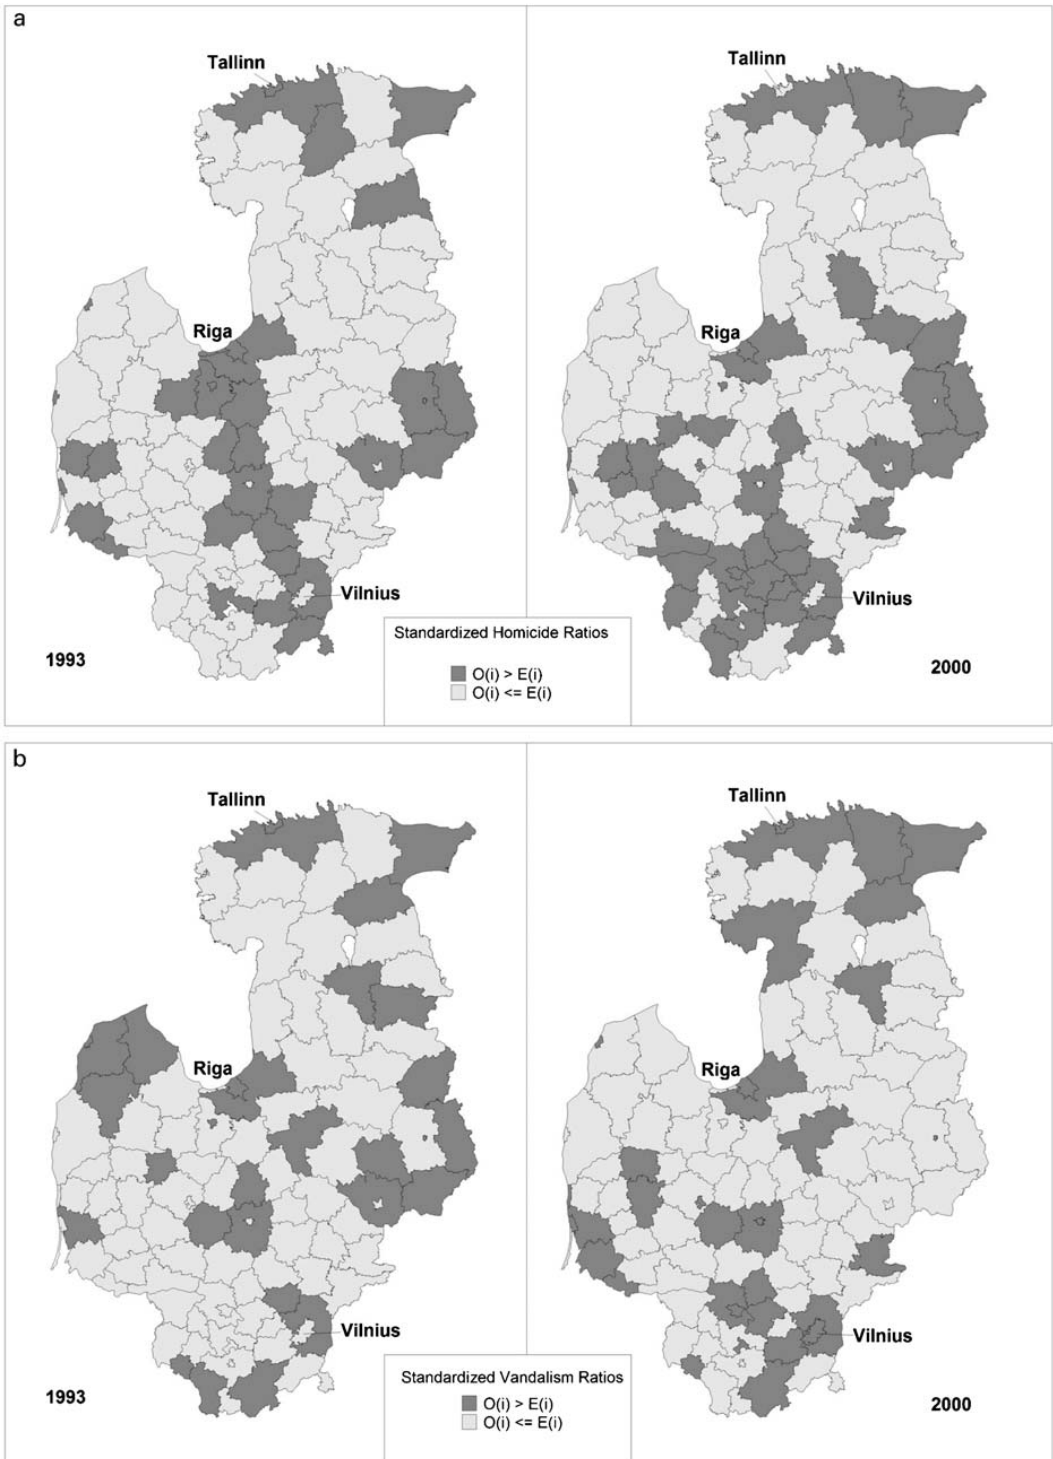 a
Tallinn
Tallinn
Riga
Riga
Vilnius
Vilnius
Standardized Homicide Ratios
1993
2000
O(i) > E(i)
O(i) <= E(i)
b
Tallinn
Tallinn
Riga
Riga
Vilnius
Vilnius
Standardized Vandalism Ratios
1993
2000
O(i) > E(i)
O(i) <= E(i)